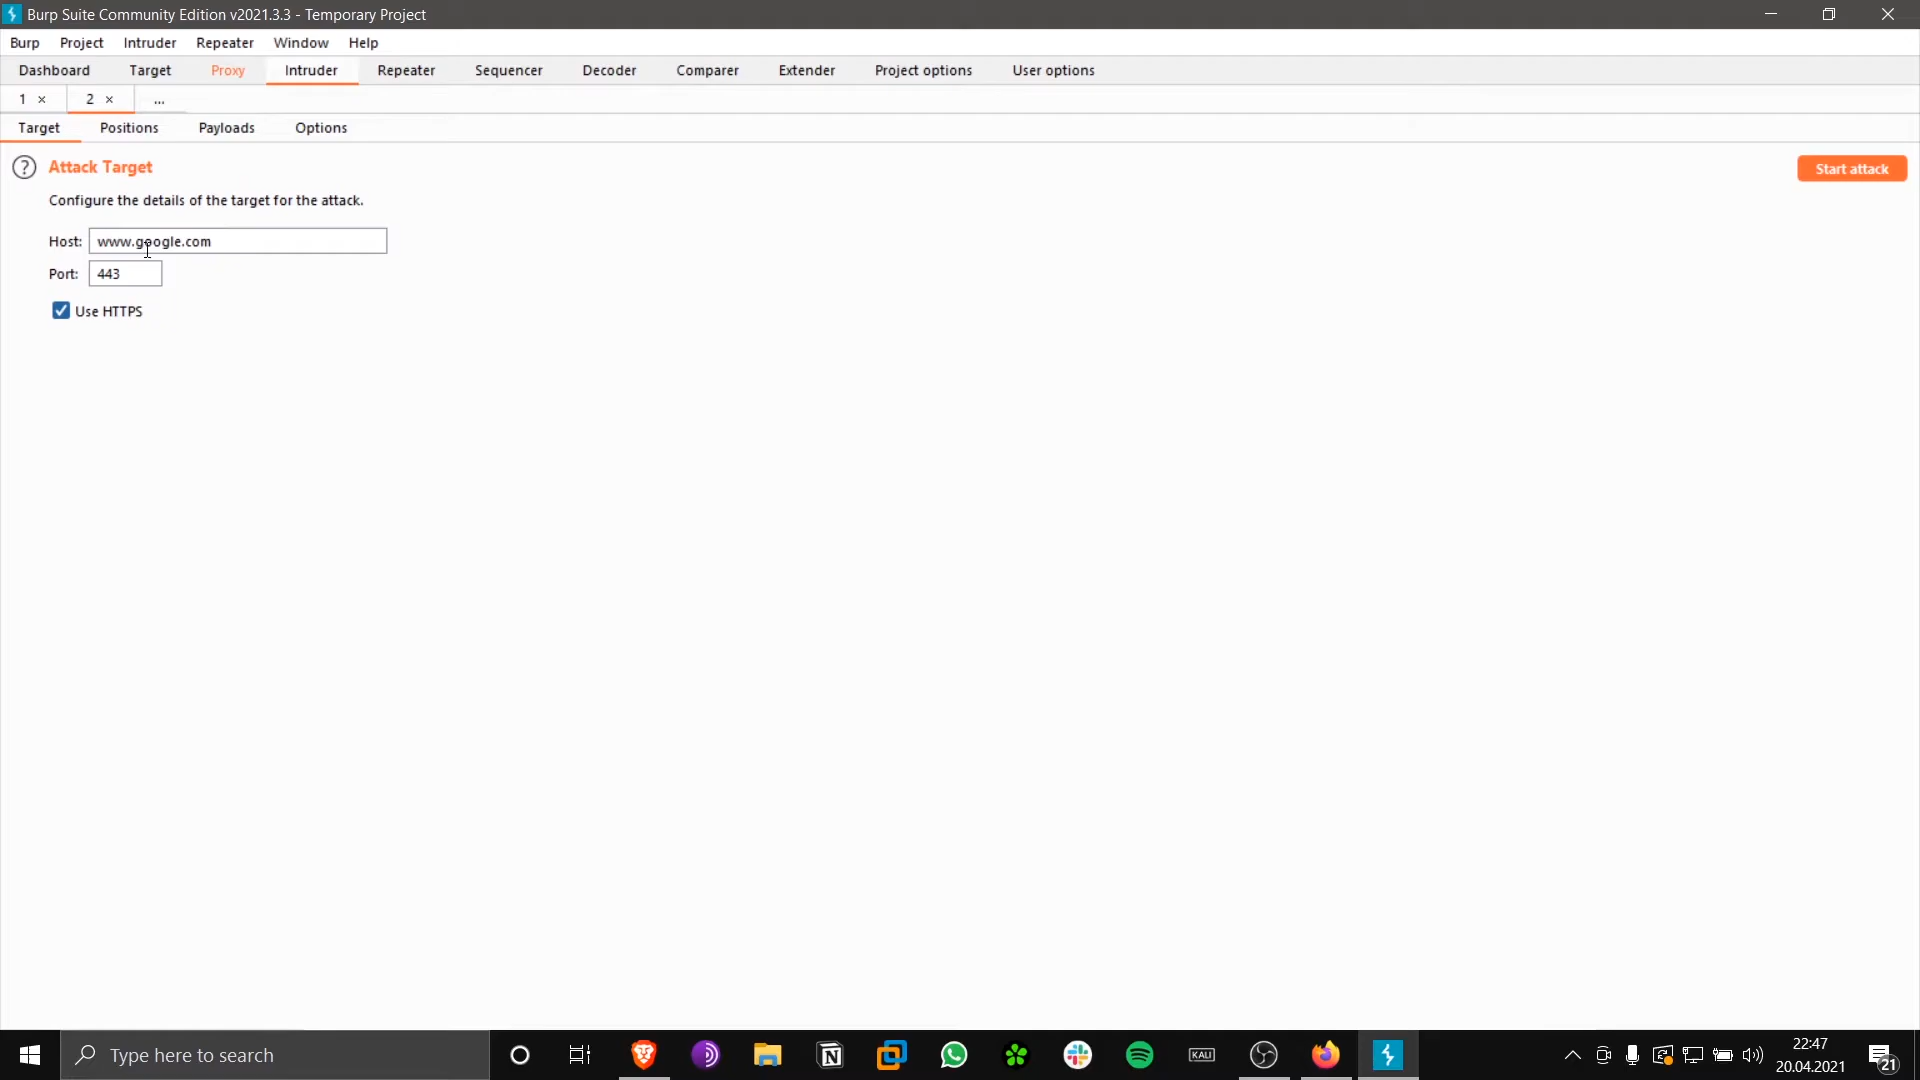 Burp Suite Community Edition v2021.3.3 - Temporary Project
Burp Project Intruder Repeater Window Help
Dashboard Target Proxy Intruder Repeater Sequencer Decoder Comparer Extender Project options User options
1 × 2 × ...
Target Positions Payloads Options
? Attack Target
Start attack
Configure the details of the target for the attack.
Host: www.google.com
Port: 443
Use HTTPS
Type here to search
KALI
22:47
20.04.2021
21